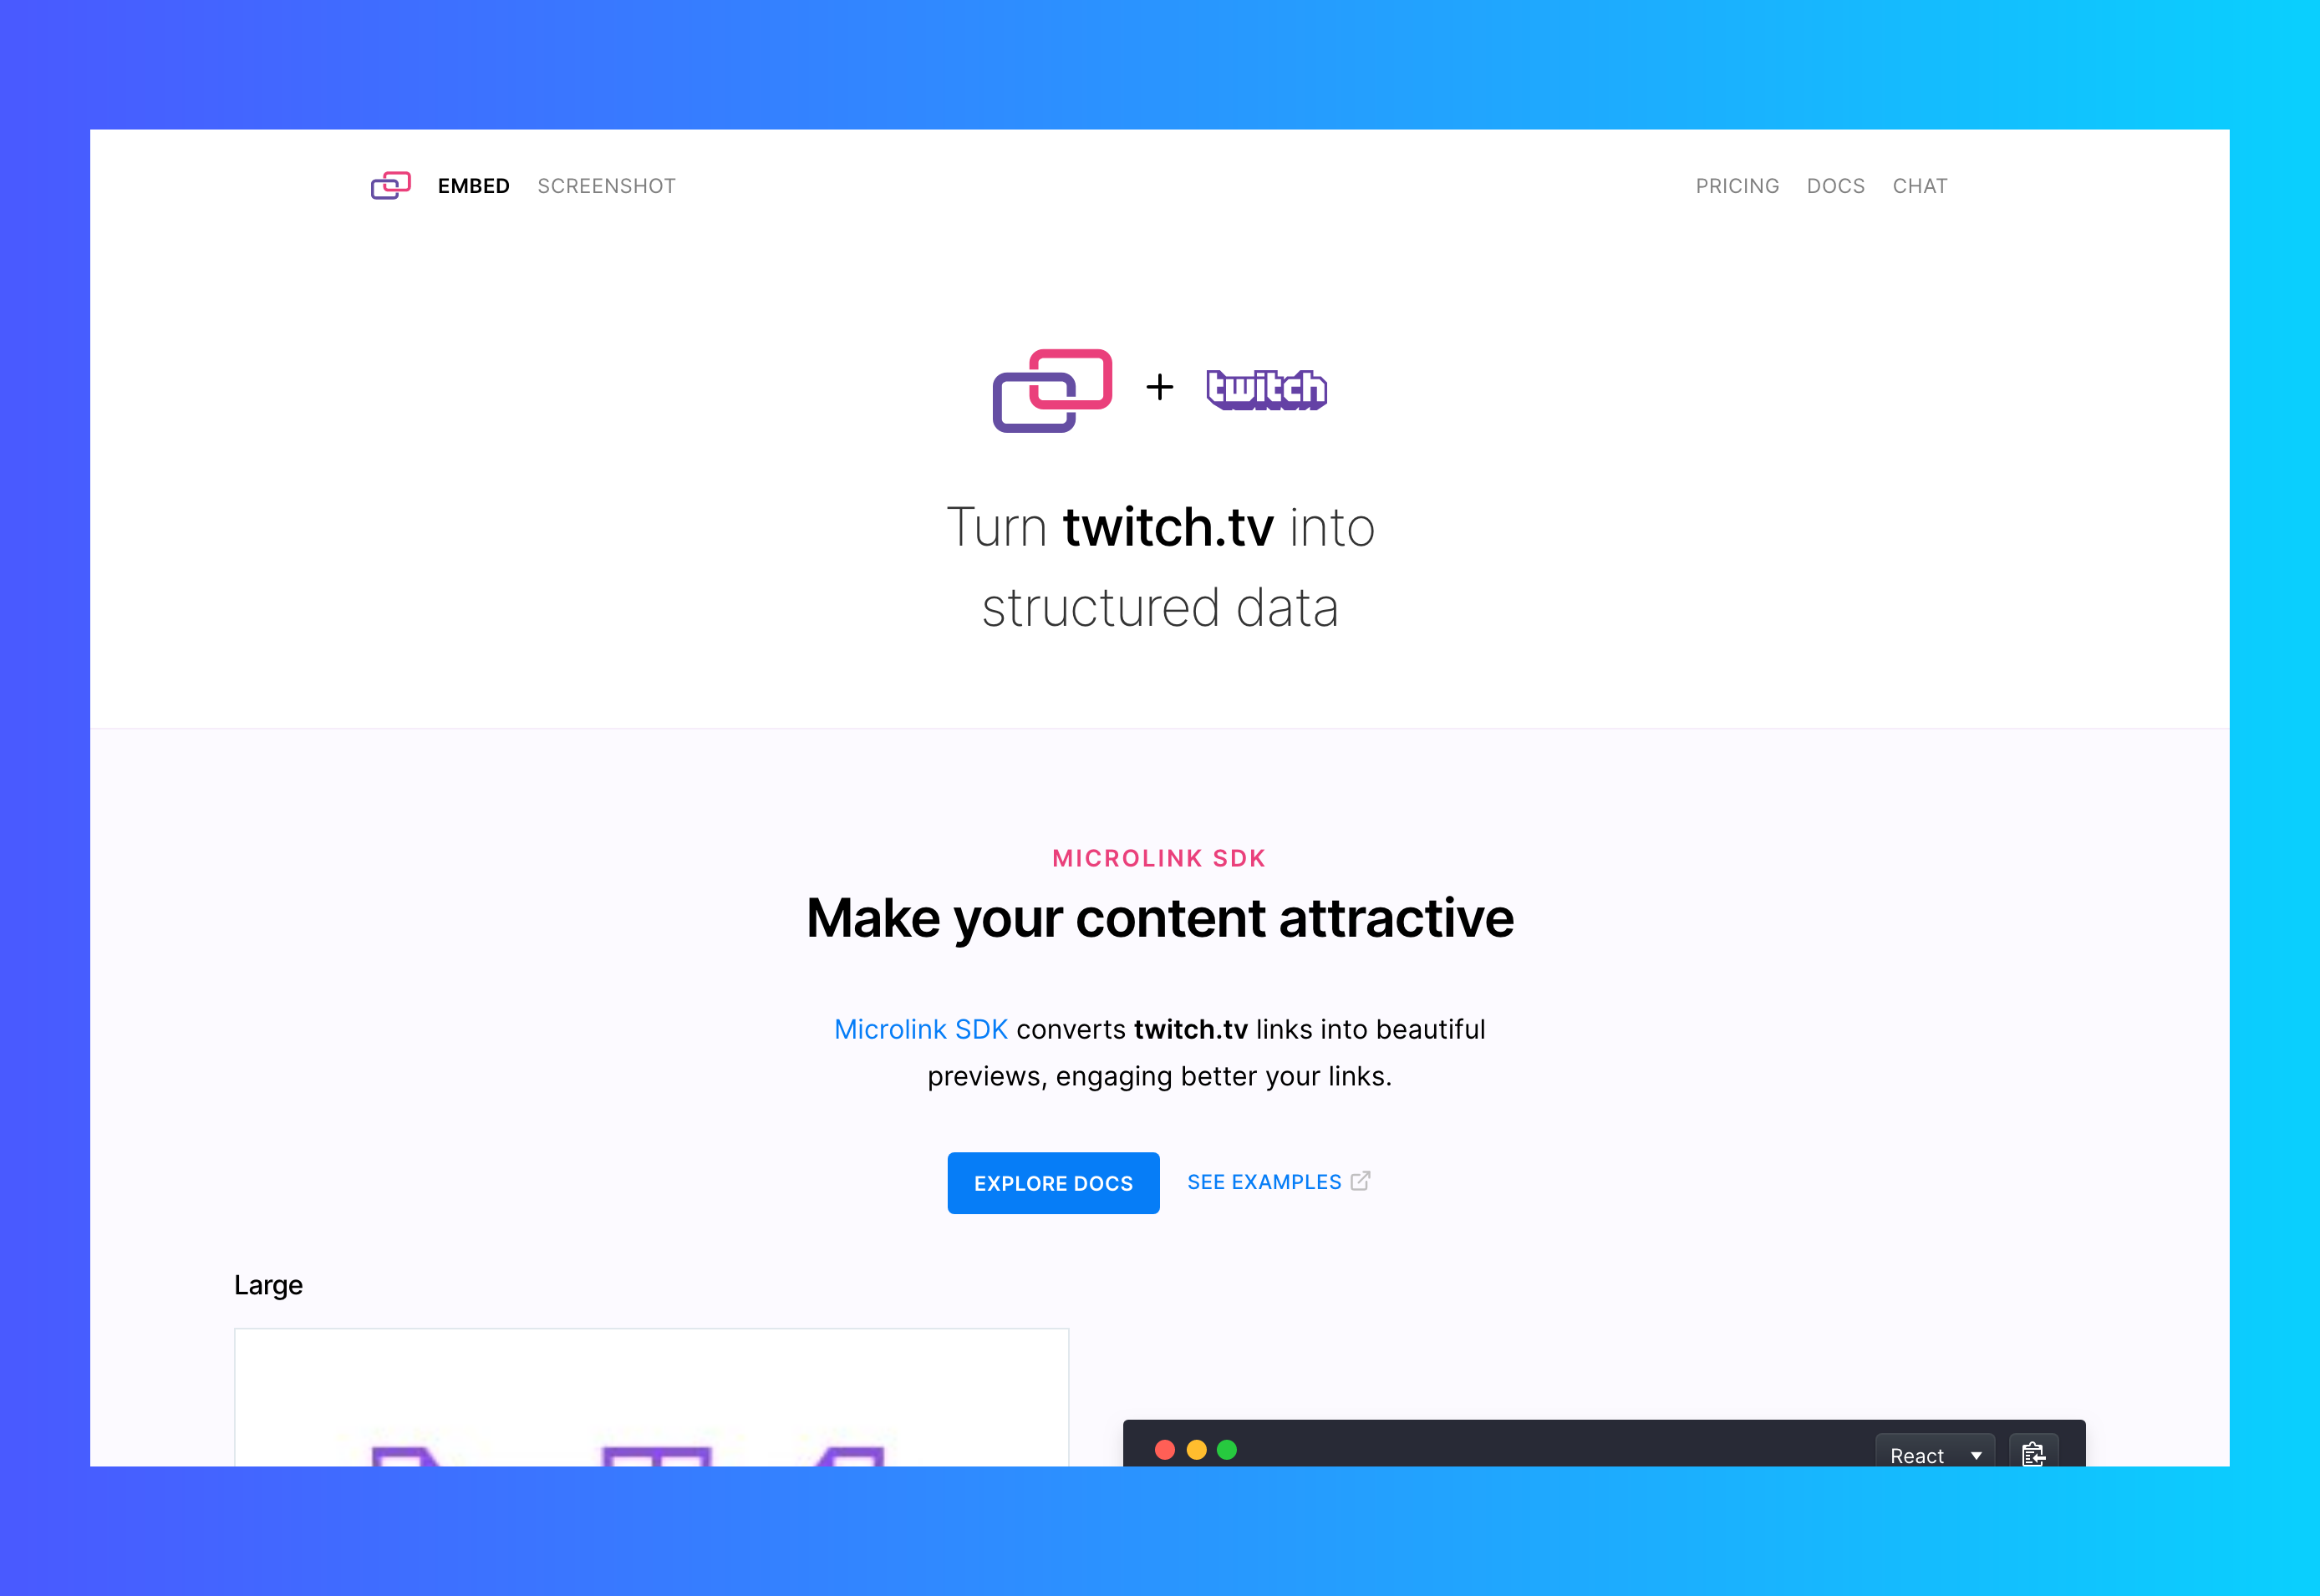 EMBED SCREENSHOT PRICING DOCS CHAT
+ twitch
Turn twitch.tv into
structured data
MICROLINK SDK
Make your content attractive
Microlink SDK converts twitch.tv links into beautiful
previews, engaging better your links.
EXPLORE DOCS SEE EXAMPLES
Large
React